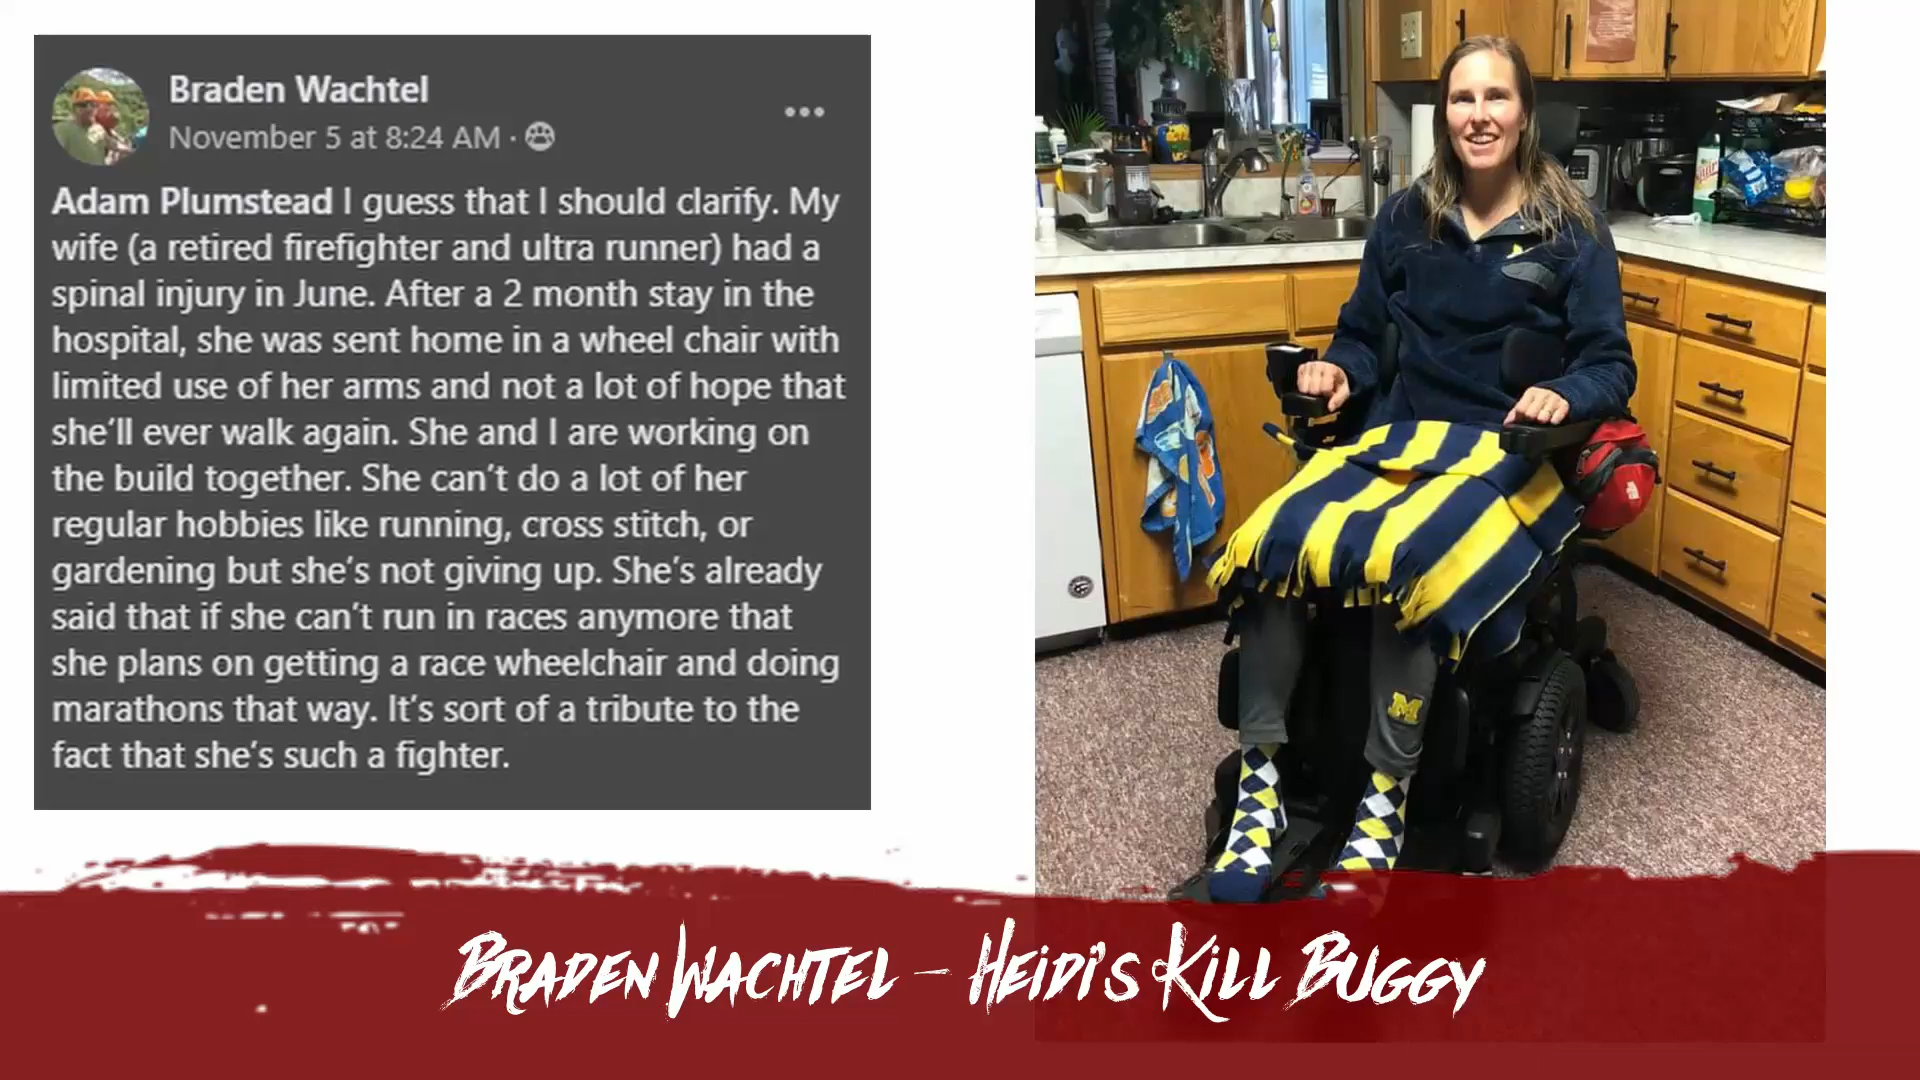 Braden Wachtel
November 5 at 8:24 AM ·
Adam Plumstead I guess that I should clarify. My
wife (a retired firefighter and ultra runner) had a
spinal injury in June. After a 2 month stay in the
hospital, she was sent home in a wheel chair with
limited use of her arms and not a lot of hope that
she’ll ever walk again. She and I are working on
the build together. She can’t do a lot of her
regular hobbies like running, cross stitch, or
gardening but she’s not giving up. She’s already
said that if she can’t run in races anymore that
she plans on getting a race wheelchair and doing
marathons that way. It’s sort of a tribute to the
fact that she’s such a fighter.
M
Braden Wachtel – Heidi's Kill Buggy